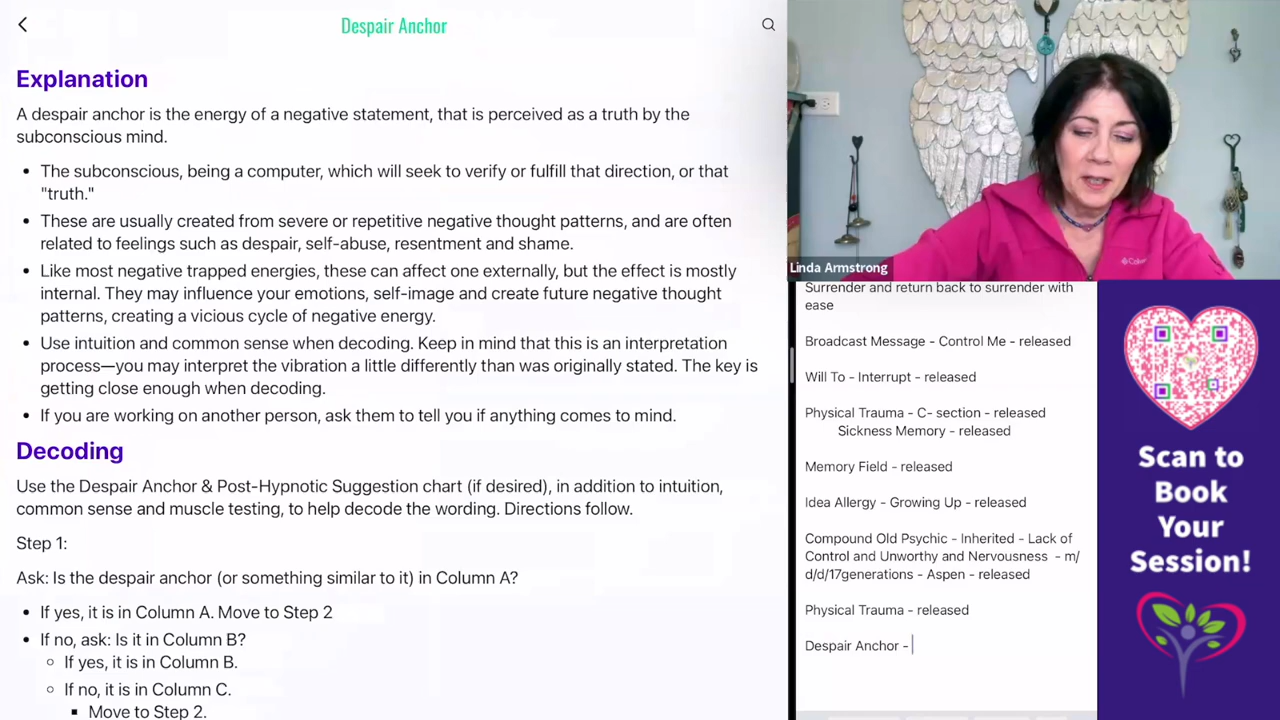 Despair Anchor
Explanation
A despair anchor is the energy of a negative statement, that is perceived as a truth by the
subconscious mind.
• The subconscious, being a computer, which will seek to verify or fulfill that direction, or that
"truth."
• These are usually created from severe or repetitive negative thought patterns, and are often
related to feelings such as despair, self-abuse, resentment and shame.
• Like most negative trapped energies, these can affect one externally, but the effect is mostly
internal. They may influence your emotions, self-image and create future negative thought
patterns, creating a vicious cycle of negative energy.
• Use intuition and common sense when decoding. Keep in mind that this is an interpretation
process—you may interpret the vibration a little differently than was originally stated. The key is
getting close enough when decoding.
• If you are working on another person, ask them to tell you if anything comes to mind.
Decoding
Use the Despair Anchor & Post-Hypnotic Suggestion chart (if desired), in addition to intuition,
common sense and muscle testing, to help decode the wording. Directions follow.
Step 1:
Ask: Is the despair anchor (or something similar to it) in Column A?
• If yes, it is in Column A. Move to Step 2
• If no, ask: Is it in Column B?
○ If yes, it is in Column B.
○ If no, it is in Column C.
▪ Move to Step 2.
Linda Armstrong
Surrender and return back to surrender with
ease
Broadcast Message - Control Me - released
Will To - Interrupt - released
Physical Trauma - C- section - released
Sickness Memory - released
Memory Field - released
Idea Allergy - Growing Up - released
Compound Old Psychic - Inherited - Lack of
Control and Unworthy and Nervousness - m/
d/d/17generations - Aspen - released
Physical Trauma - released
Despair Anchor -
Scan to
Book
Your
Session!